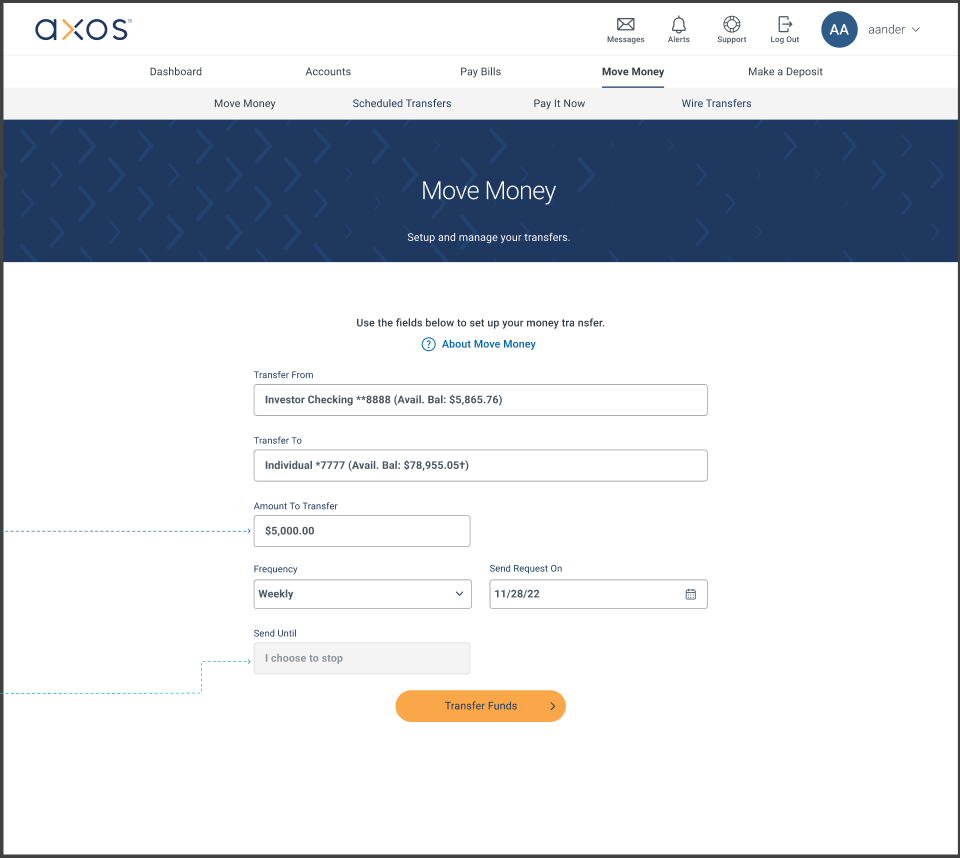 axos®
Messages Alerts Support Log Out
AA aander
Dashboard Accounts Pay Bills Move Money Make a Deposit
Move Money Scheduled Transfers Pay It Now Wire Transfers
Move Money
Setup and manage your transfers.
Use the fields below to set up your money tra nsfer.
? About Move Money
Transfer From
Investor Checking **8888 (Avail. Bal: $5,865.76)
Transfer To
Individual *7777 (Avail. Bal: $78,955.05†)
Amount To Transfer
$5,000.00
Frequency Send Request On
Weekly 11/28/22
Send Until
I choose to stop
Transfer Funds